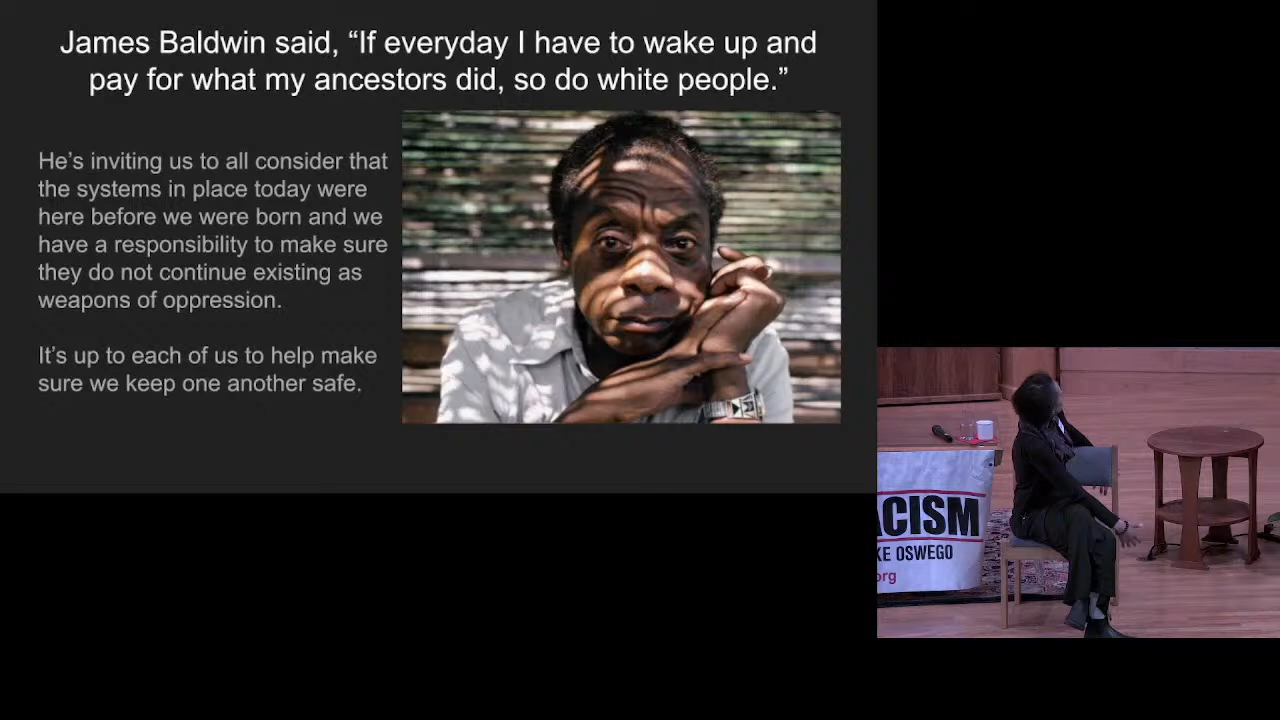 James Baldwin said, “If everyday I have to wake up and
pay for what my ancestors did, so do white people.”
He’s inviting us to all consider that
the systems in place today were
here before we were born and we
have a responsibility to make sure
they do not continue existing as
weapons of oppression.
It’s up to each of us to help make
sure we keep one another safe.
ACISM
KE OSWEGO
org